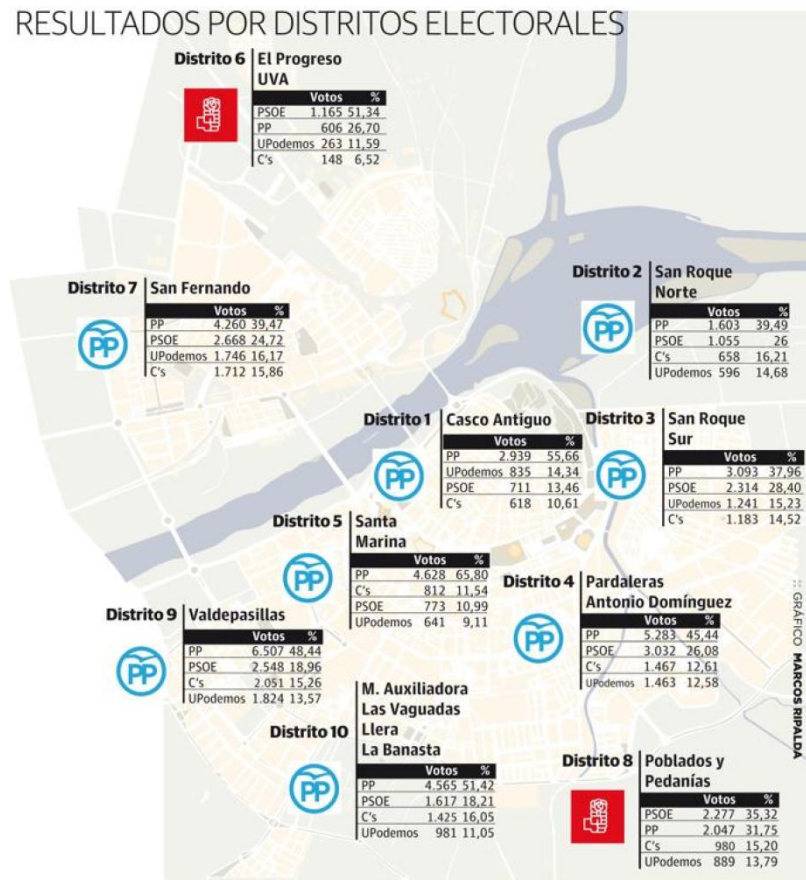 RESULTADOS POR DISTRITOS ELECTORALES
Distrito 6
El Progreso
UVA
Votos %
PSOE 1.165 51,34
PP 606 26,70
UPodemos 263 11,59
C's 148 6,52
Distrito 7
San Fernando
Votos %
PP 4.260 39,47
PSOE 2.668 24,72
UPodemos 1.746 16,17
C's 1.712 15,86
PP
Distrito 2
San Roque
Norte
Votos %
PP 1.603 39,49
PSOE 1.055 26
C's 658 16,21
UPodemos 596 14,68
PP
Distrito 1
Casco Antiguo
Votos %
PP 2.939 55,66
UPodemos 835 14,34
PSOE 711 13,46
C's 618 10,61
PP
Distrito 3
San Roque
Sur
Votos %
PP 3.093 37,96
PSOE 2.314 28,40
UPodemos 1.241 15,23
C's 1.183 14,52
PP
Distrito 5
Santa
Marina
Votos %
PP 4.628 65,80
C's 812 11,54
PSOE 773 10,99
UPodemos 641 9,11
PP
Distrito 4
Pardaleras
Antonio Domínguez
Votos %
PP 5.283 45,44
PSOE 3.032 26,08
C's 1.467 12,61
UPodemos 1.463 12,58
PP
Distrito 9
Valdepasillas
Votos %
PP 6.507 48,44
PSOE 2.548 18,96
C's 2.051 15,26
UPodemos 1.824 13,57
PP
Distrito 10
M. Auxiliadora
Las Vaguadas
Llera
La Banasta
Votos %
PP 4.565 51,42
PSOE 1.617 18,21
C's 1.425 16,05
UPodemos 981 11,05
PP
Distrito 8
Poblados y
Pedanías
Votos %
PSOE 2.277 35,32
PP 2.047 31,75
C's 980 15,20
UPodemos 889 13,79
:: GRÁFICO MARCOS RIPALDA